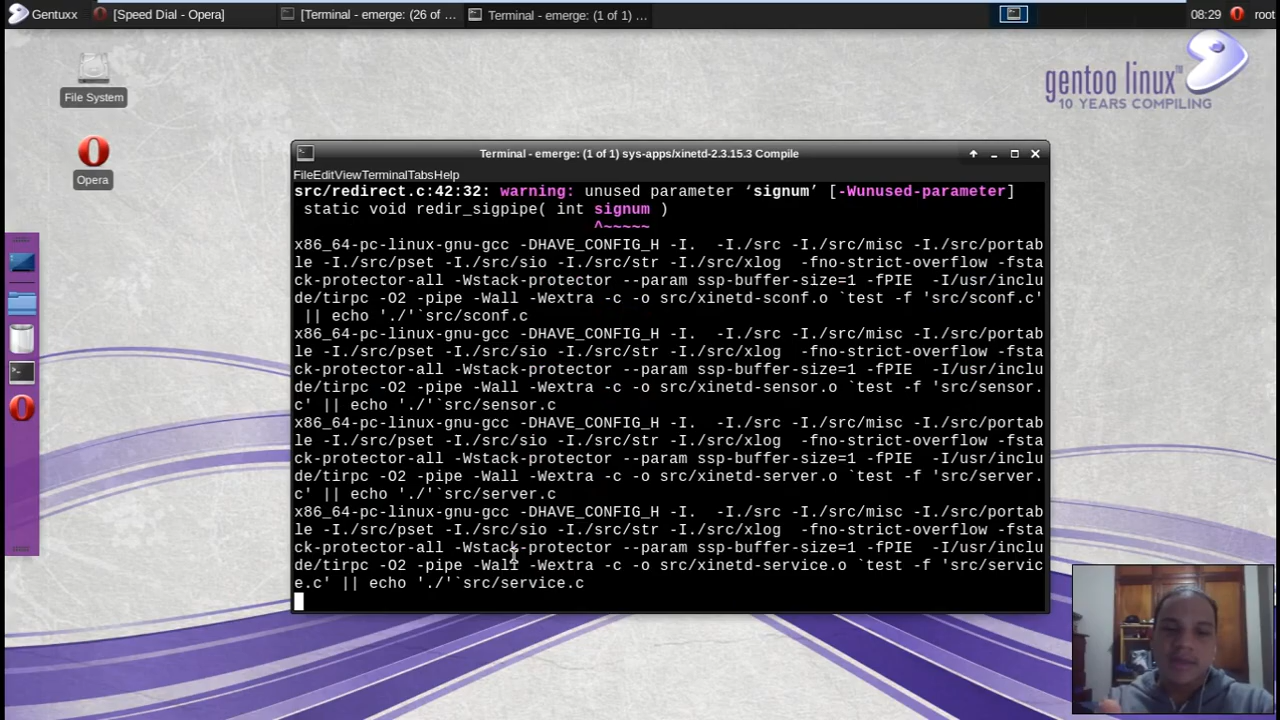 Gentuxx
[Speed Dial - Opera]
[Terminal - emerge: (26 of ...
Terminal - emerge: (1 of 1) ...
08:29
root
File System
Opera
gentoo linux™
10 YEARS COMPILING
Terminal - emerge: (1 of 1) sys-apps/xinetd-2.3.15.3 Compile
FileEditViewTerminalTabsHelp
src/redirect.c:42:32: warning: unused parameter ‘signum’ [-Wunused-parameter]
static void redir_sigpipe( int signum )
^~~~~~
x86_64-pc-linux-gnu-gcc -DHAVE_CONFIG_H -I.  -I./src -I./src/misc -I./src/portab
le -I./src/pset -I./src/sio -I./src/str -I./src/xlog  -fno-strict-overflow -fsta
ck-protector-all -Wstack-protector --param ssp-buffer-size=1 -fPIE  -I/usr/inclu
de/tirpc -O2 -pipe -Wall -Wextra -c -o src/xinetd-sconf.o `test -f 'src/sconf.c'
 || echo './'`src/sconf.c
x86_64-pc-linux-gnu-gcc -DHAVE_CONFIG_H -I.  -I./src -I./src/misc -I./src/portab
le -I./src/pset -I./src/sio -I./src/str -I./src/xlog  -fno-strict-overflow -fsta
ck-protector-all -Wstack-protector --param ssp-buffer-size=1 -fPIE  -I/usr/inclu
de/tirpc -O2 -pipe -Wall -Wextra -c -o src/xinetd-sensor.o `test -f 'src/sensor.
c' || echo './'`src/sensor.c
x86_64-pc-linux-gnu-gcc -DHAVE_CONFIG_H -I.  -I./src -I./src/misc -I./src/portab
le -I./src/pset -I./src/sio -I./src/str -I./src/xlog  -fno-strict-overflow -fsta
ck-protector-all -Wstack-protector --param ssp-buffer-size=1 -fPIE  -I/usr/inclu
de/tirpc -O2 -pipe -Wall -Wextra -c -o src/xinetd-server.o `test -f 'src/server.
c' || echo './'`src/server.c
x86_64-pc-linux-gnu-gcc -DHAVE_CONFIG_H -I.  -I./src -I./src/misc -I./src/portab
le -I./src/pset -I./src/sio -I./src/str -I./src/xlog  -fno-strict-overflow -fsta
ck-protector-all -Wstack-protector --param ssp-buffer-size=1 -fPIE  -I/usr/inclu
de/tirpc -O2 -pipe -Wall -Wextra -c -o src/xinetd-service.o `test -f 'src/servic
e.c' || echo './'`src/service.c